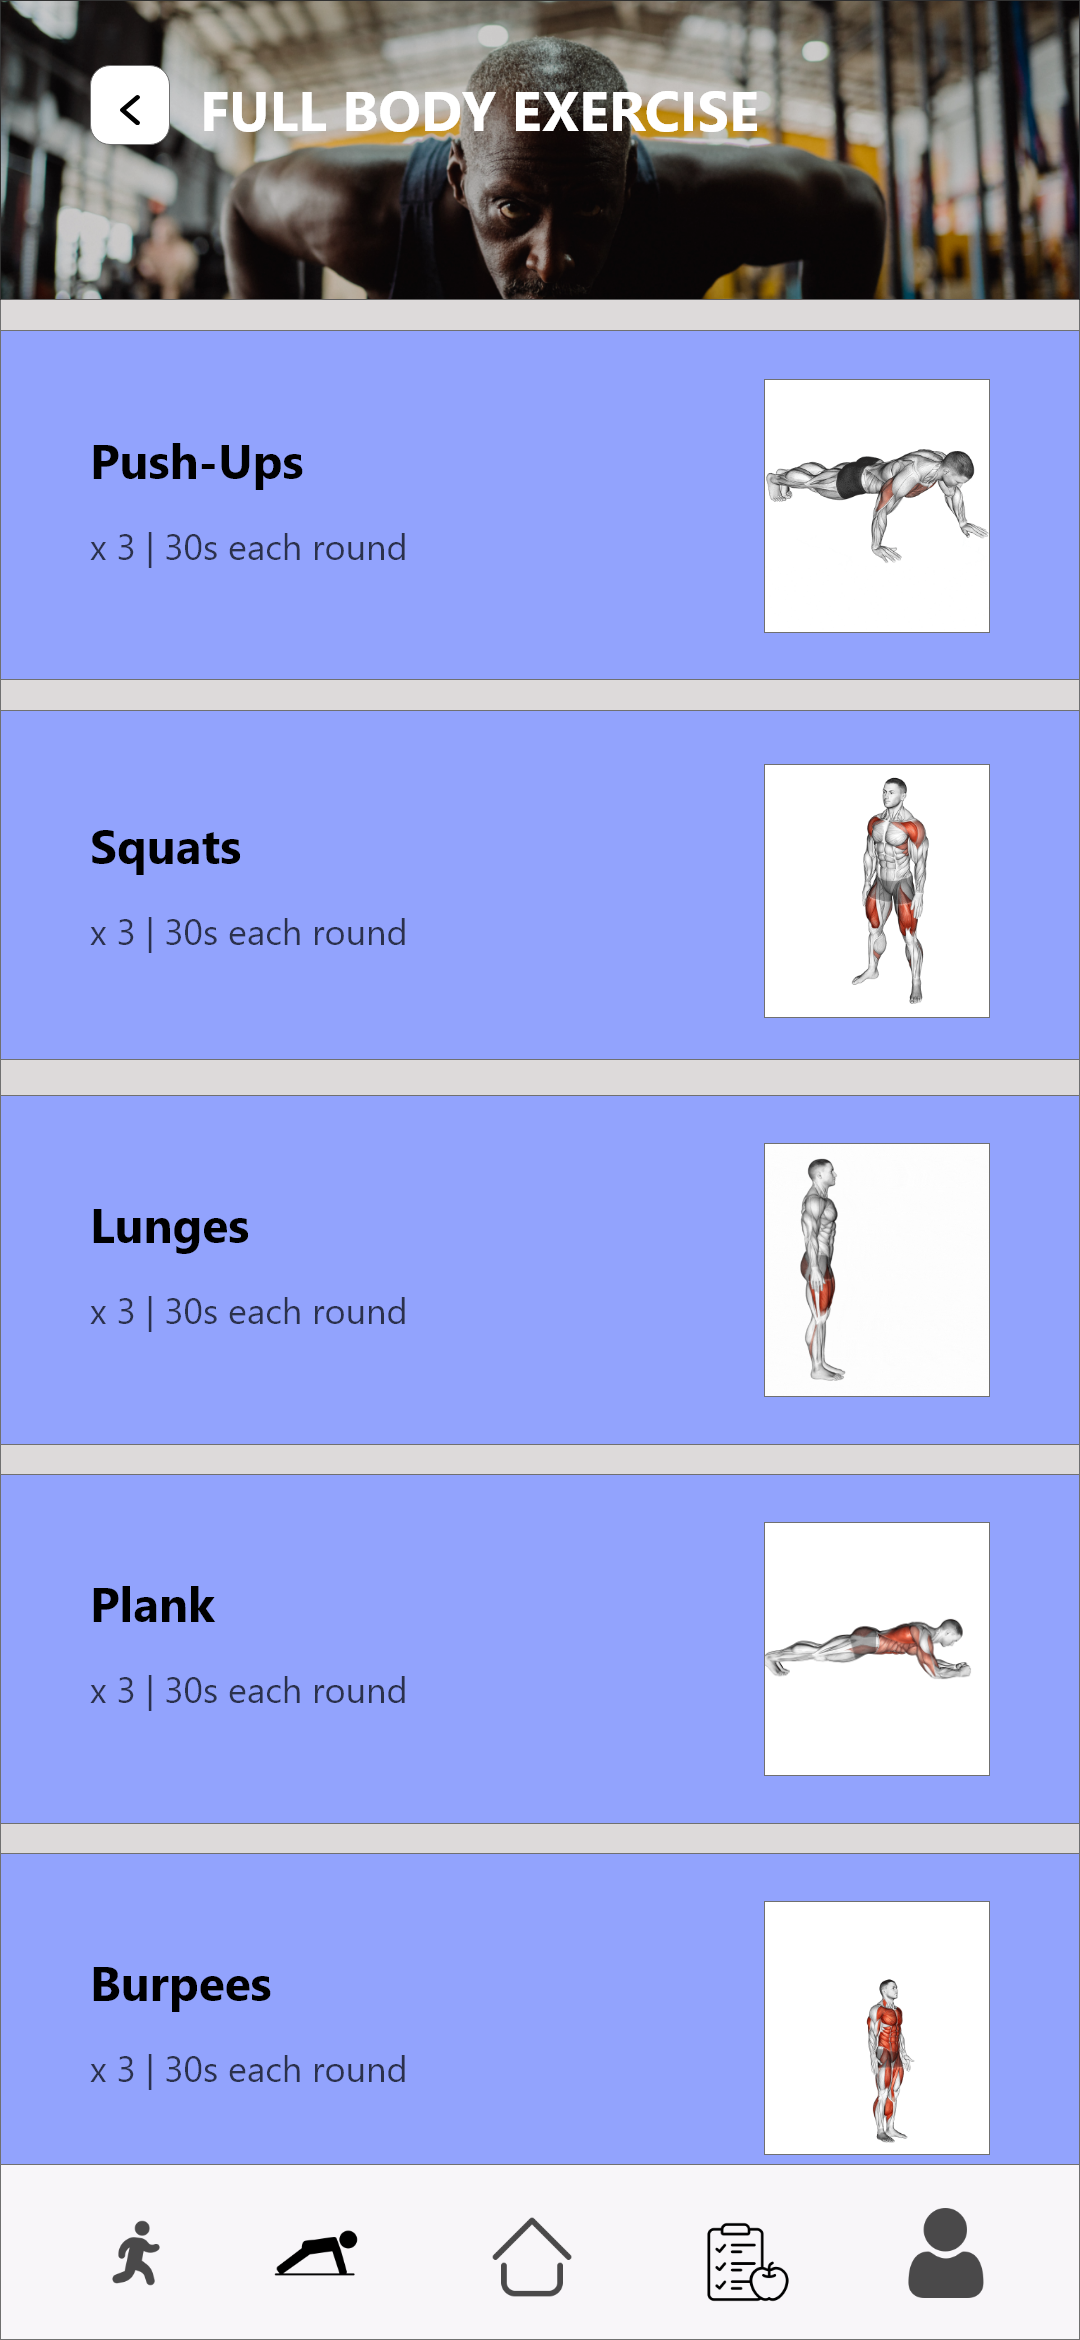 FULL BODY EXERCISE
Push-Ups
x 3 | 30s each round
Squats
x 3 | 30s each round
Lunges
x 3 | 30s each round
Plank
x 3 | 30s each round
Burpees
x 3 | 30s each round